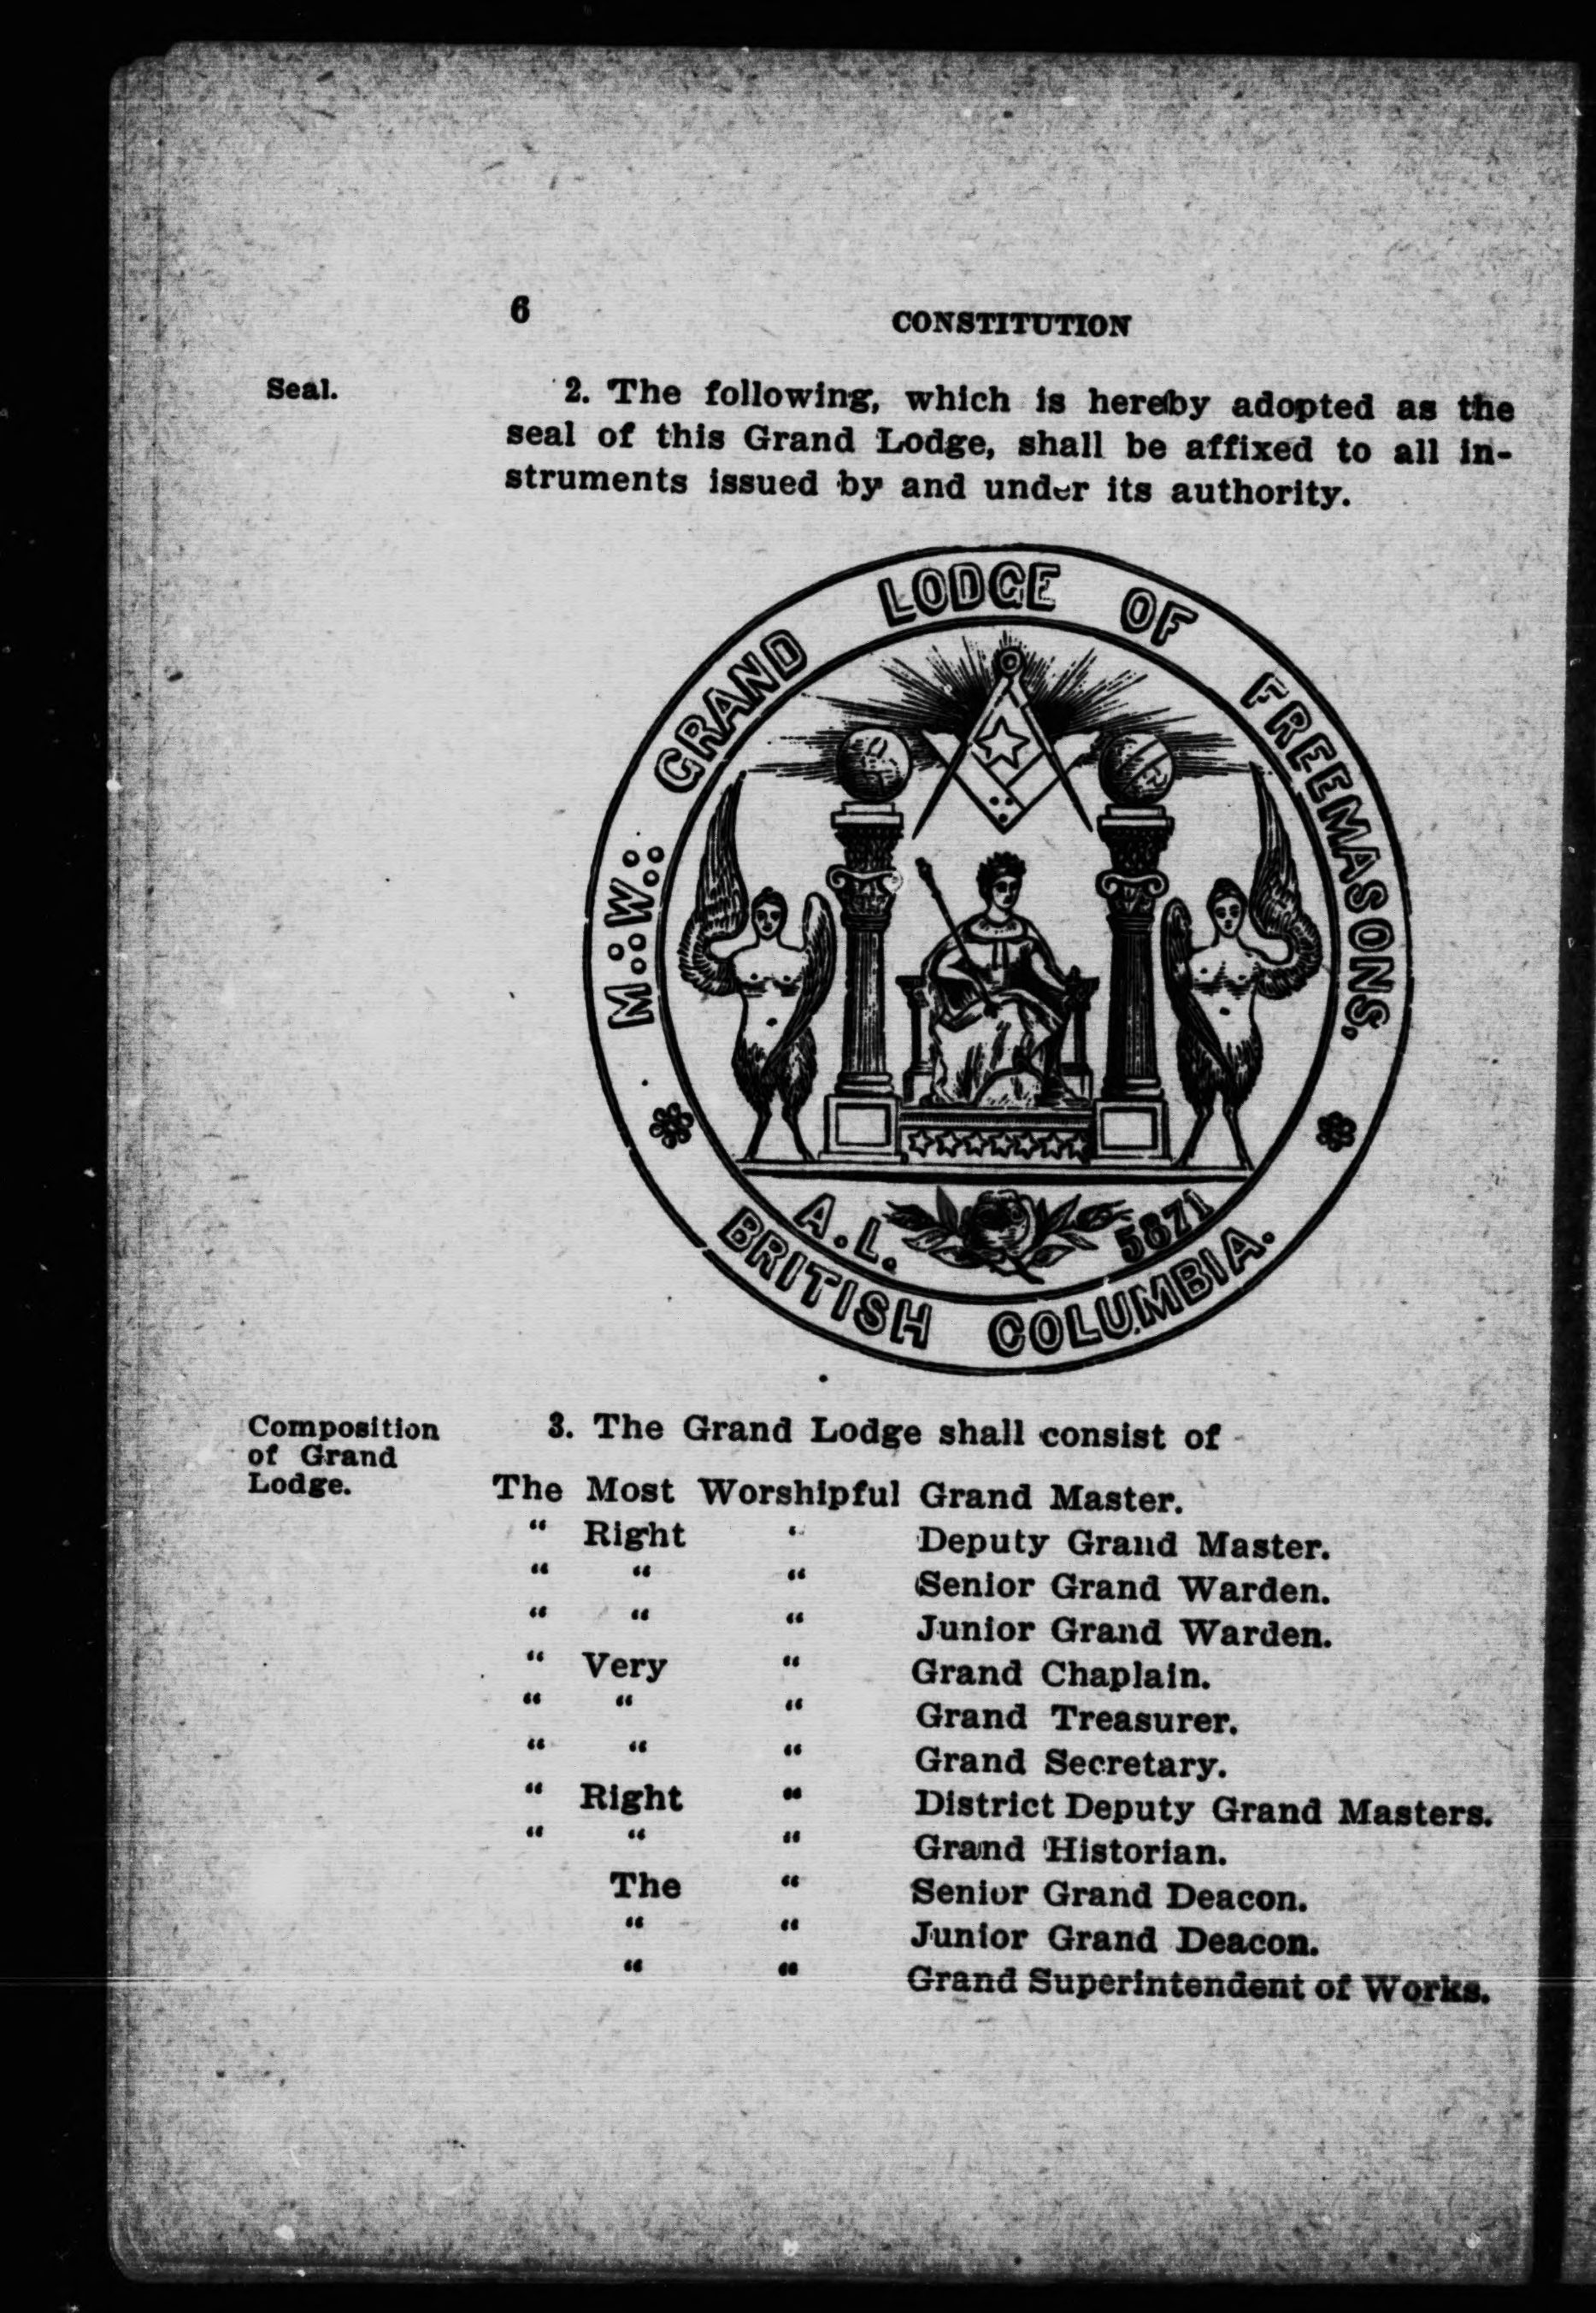 6
CONSTITUTION
Seal.
2. The following, which is hereby adopted as the
seal of this Grand Lodge, shall be affixed to all in-
struments issued by and under its authority.
M∴W∴ GRAND LODGE OF FREEMASONS,
A.L. 5871
BRITISH COLUMBIA.
Composition
of Grand
Lodge.
3. The Grand Lodge shall consist of
The Most Worshipful Grand Master.
“ Right “ Deputy Grand Master.
“ “ “ Senior Grand Warden.
“ “ “ Junior Grand Warden.
“ Very “ Grand Chaplain.
“ “ “ Grand Treasurer.
“ “ “ Grand Secretary.
“ Right “ District Deputy Grand Masters.
“ “ “ Grand Historian.
The “ Senior Grand Deacon.
“ “ Junior Grand Deacon.
“ “ Grand Superintendent of Works.